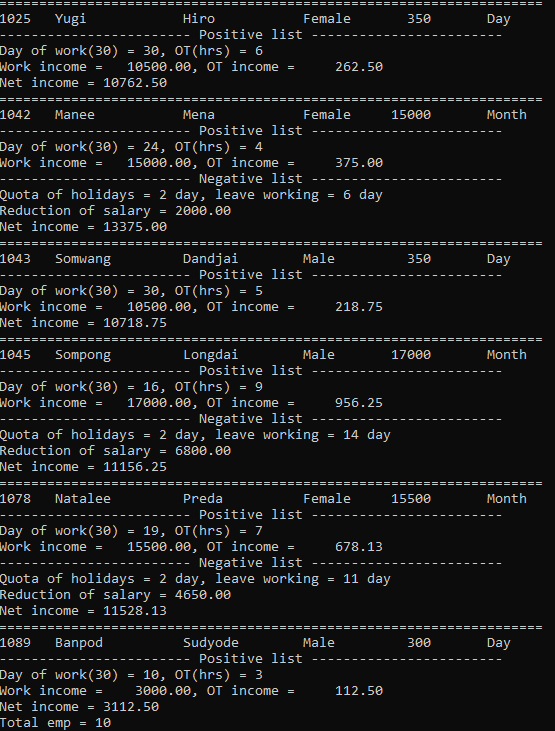 ====================================================================
1025   Yugi            Hiro           Female       350       Day
------------------------ Positive list ------------------------
Day of work(30) = 30, OT(hrs) = 6
Work income =   10500.00, OT income =     262.50
Net income = 10762.50
====================================================================
1042   Manee           Mena           Female     15000       Month
------------------------ Positive list ------------------------
Day of work(30) = 24, OT(hrs) = 4
Work income =   15000.00, OT income =     375.00
------------------------ Negative list ------------------------
Quota of holidays = 2 day, leave working = 6 day
Reduction of salary = 2000.00
Net income = 13375.00
====================================================================
1043   Somwang         Dandjai        Male         350       Day
------------------------ Positive list ------------------------
Day of work(30) = 30, OT(hrs) = 5
Work income =   10500.00, OT income =     218.75
Net income = 10718.75
====================================================================
1045   Sompong         Longdai        Male       17000       Month
------------------------ Positive list ------------------------
Day of work(30) = 16, OT(hrs) = 9
Work income =   17000.00, OT income =     956.25
------------------------ Negative list ------------------------
Quota of holidays = 2 day, leave working = 14 day
Reduction of salary = 6800.00
Net income = 11156.25
====================================================================
1078   Natalee         Preda          Female     15500       Month
------------------------ Positive list ------------------------
Day of work(30) = 19, OT(hrs) = 7
Work income =   15500.00, OT income =     678.13
------------------------ Negative list ------------------------
Quota of holidays = 2 day, leave working = 11 day
Reduction of salary = 4650.00
Net income = 11528.13
====================================================================
1089   Banpod          Sudyode        Male         300       Day
------------------------ Positive list ------------------------
Day of work(30) = 10, OT(hrs) = 3
Work income =    3000.00, OT income =     112.50
Net income = 3112.50
Total emp = 10